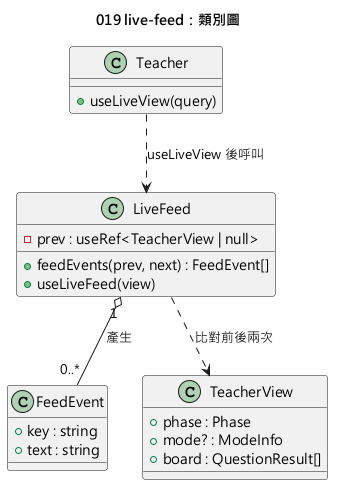 019 live-feed：類別圖
C Teacher
useLiveView(query)
useLiveView 後呼叫
C LiveFeed
prev : useRef<TeacherView | null>
feedEvents(prev, next) : FeedEvent[]
useLiveFeed(view)
1
產生
比對前後兩次
0..*
C FeedEvent
key : string
text : string
C TeacherView
phase : Phase
mode? : ModeInfo
board : QuestionResult[]